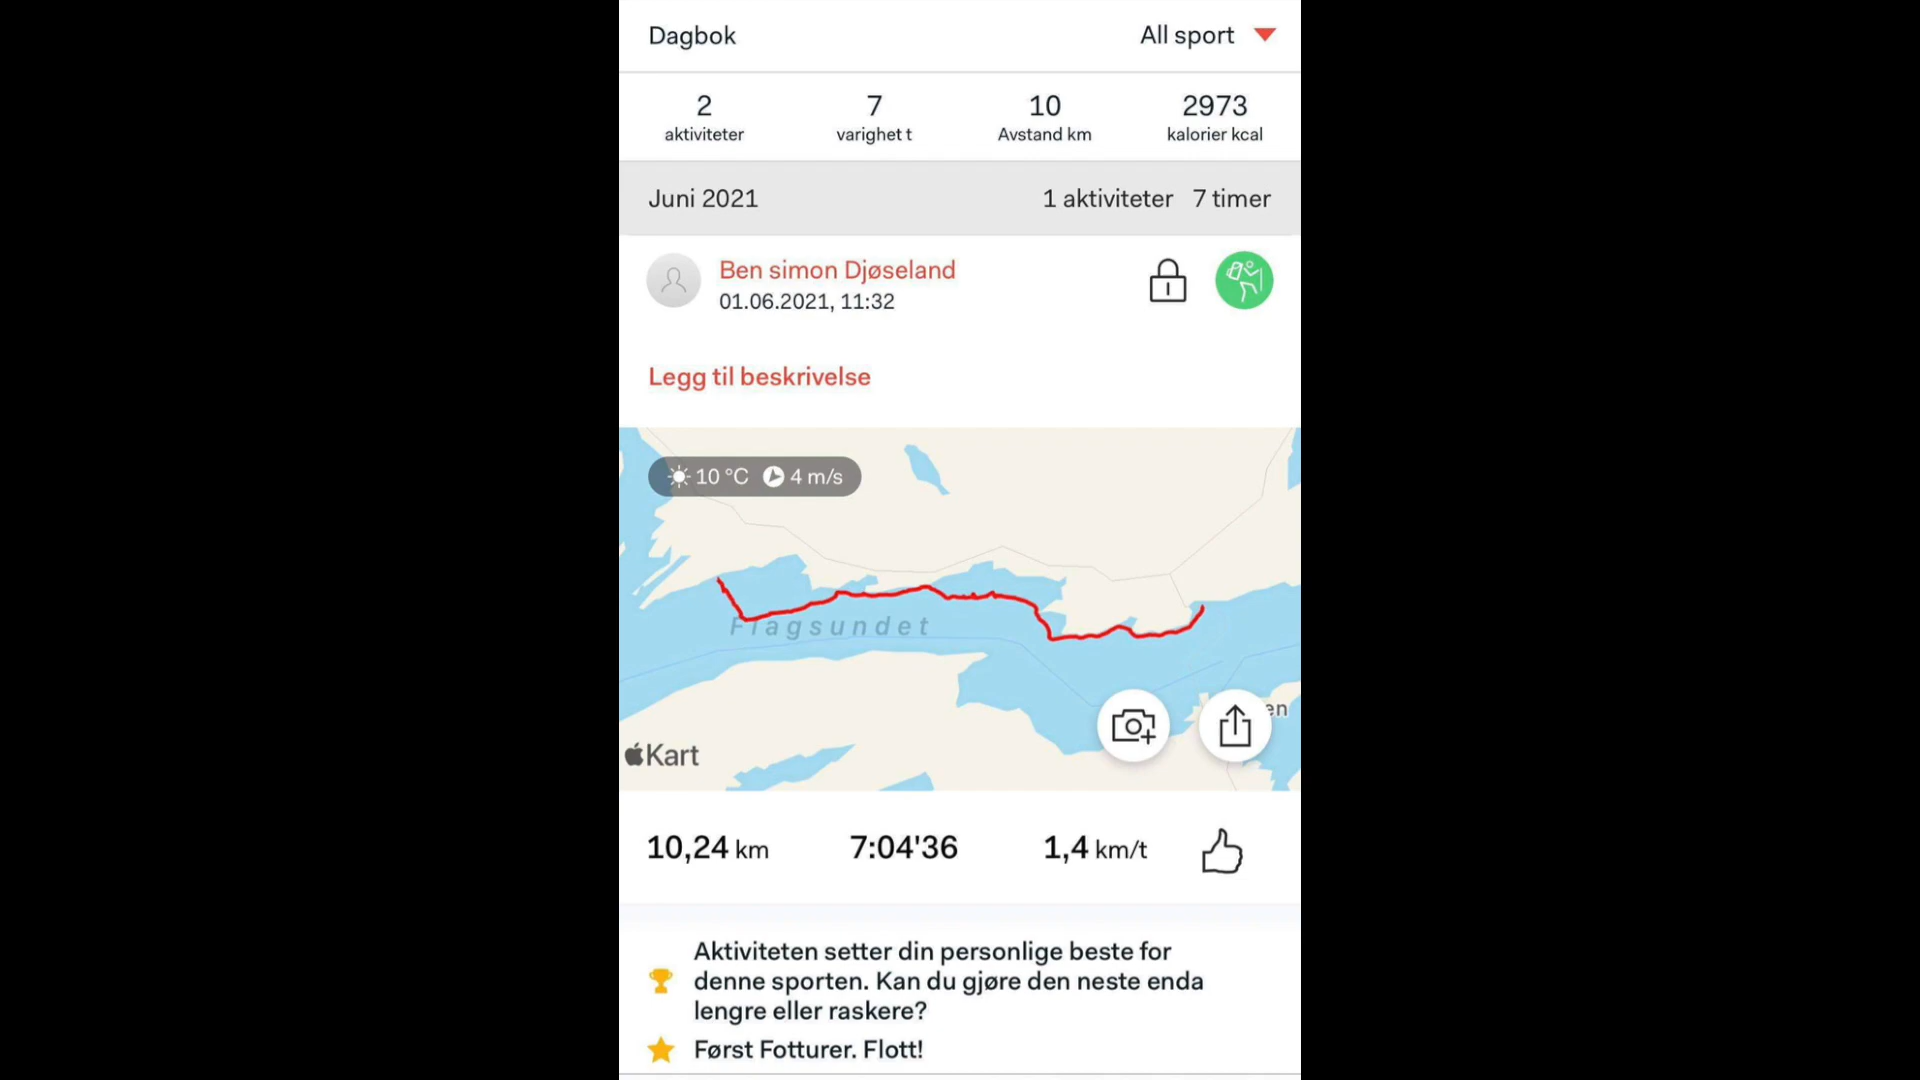 Dagbok All sport
2 7 10 2973
aktiviteter varighet t Avstand km kalorier kcal
Juni 2021 1 aktiviteter 7 timer
Ben simon Djøseland
01.06.2021, 11:32
Legg til beskrivelse
10 °C 4 m/s
Flagsundet
en
Kart
10,24 km 7:04'36 1,4 km/t
Aktiviteten setter din personlige beste for
denne sporten. Kan du gjøre den neste enda
lengre eller raskere?
Først Fotturer. Flott!